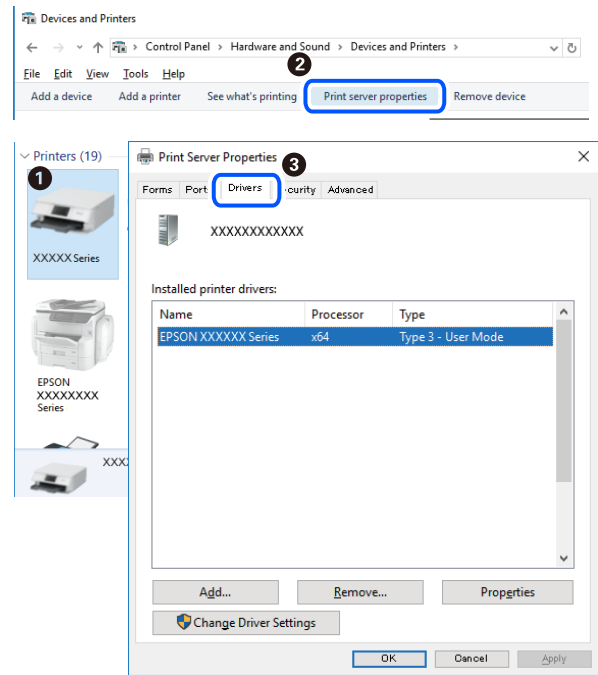 Devices and Printers
Control Panel > Hardware and Sound > Devices and Printers >
2
File Edit View Tools Help
Add a device Add a printer See what's printing Print server properties Remove device
Printers (19)
1
XXXXX Series
EPSON
XXXXXXXX
Series
XXX
Print Server Properties
3
Forms Port Drivers curity Advanced
XXXXXXXXXXXX
Installed printer drivers:
Name Processor Type
EPSON XXXXXX Series x64 Type 3 - User Mode
Add... Remove... Properties
Change Driver Settings
OK Cancel Apply